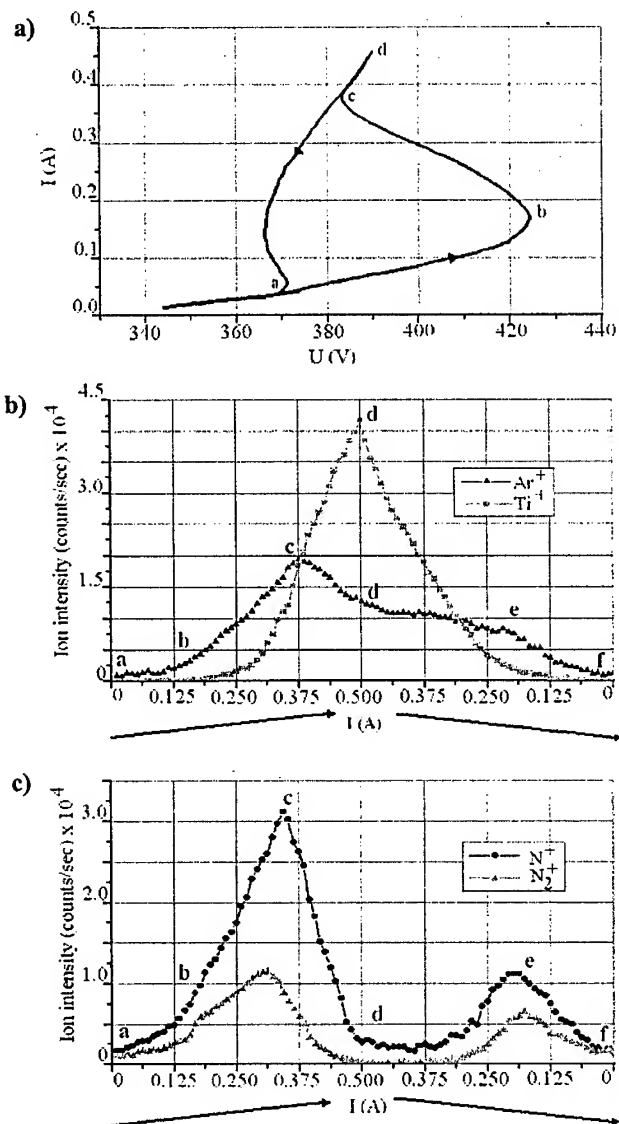 a)
0.5
0.4
0.3
0.2
0.1
0.0
I (A)
d
c
b
a
340
360
380
400
420
440
U (V)
b)
4.5
3.0
1.5
0
Ion intensity (counts/sec) x 10⁻⁴
Ar⁺
Ti⁺
a
b
c
d
d
e
f
0
0.125
0.250
0.375
0.500
0.375
0.250
0.125
0
I (A)
c)
3.0
2.0
1.0
0
Ion intensity (counts/sec) x 10⁻⁴
N⁺
N₂⁺
a
b
c
d
e
f
0
0.125
0.250
0.375
0.500
0.375
0.250
0.125
0
I (A)